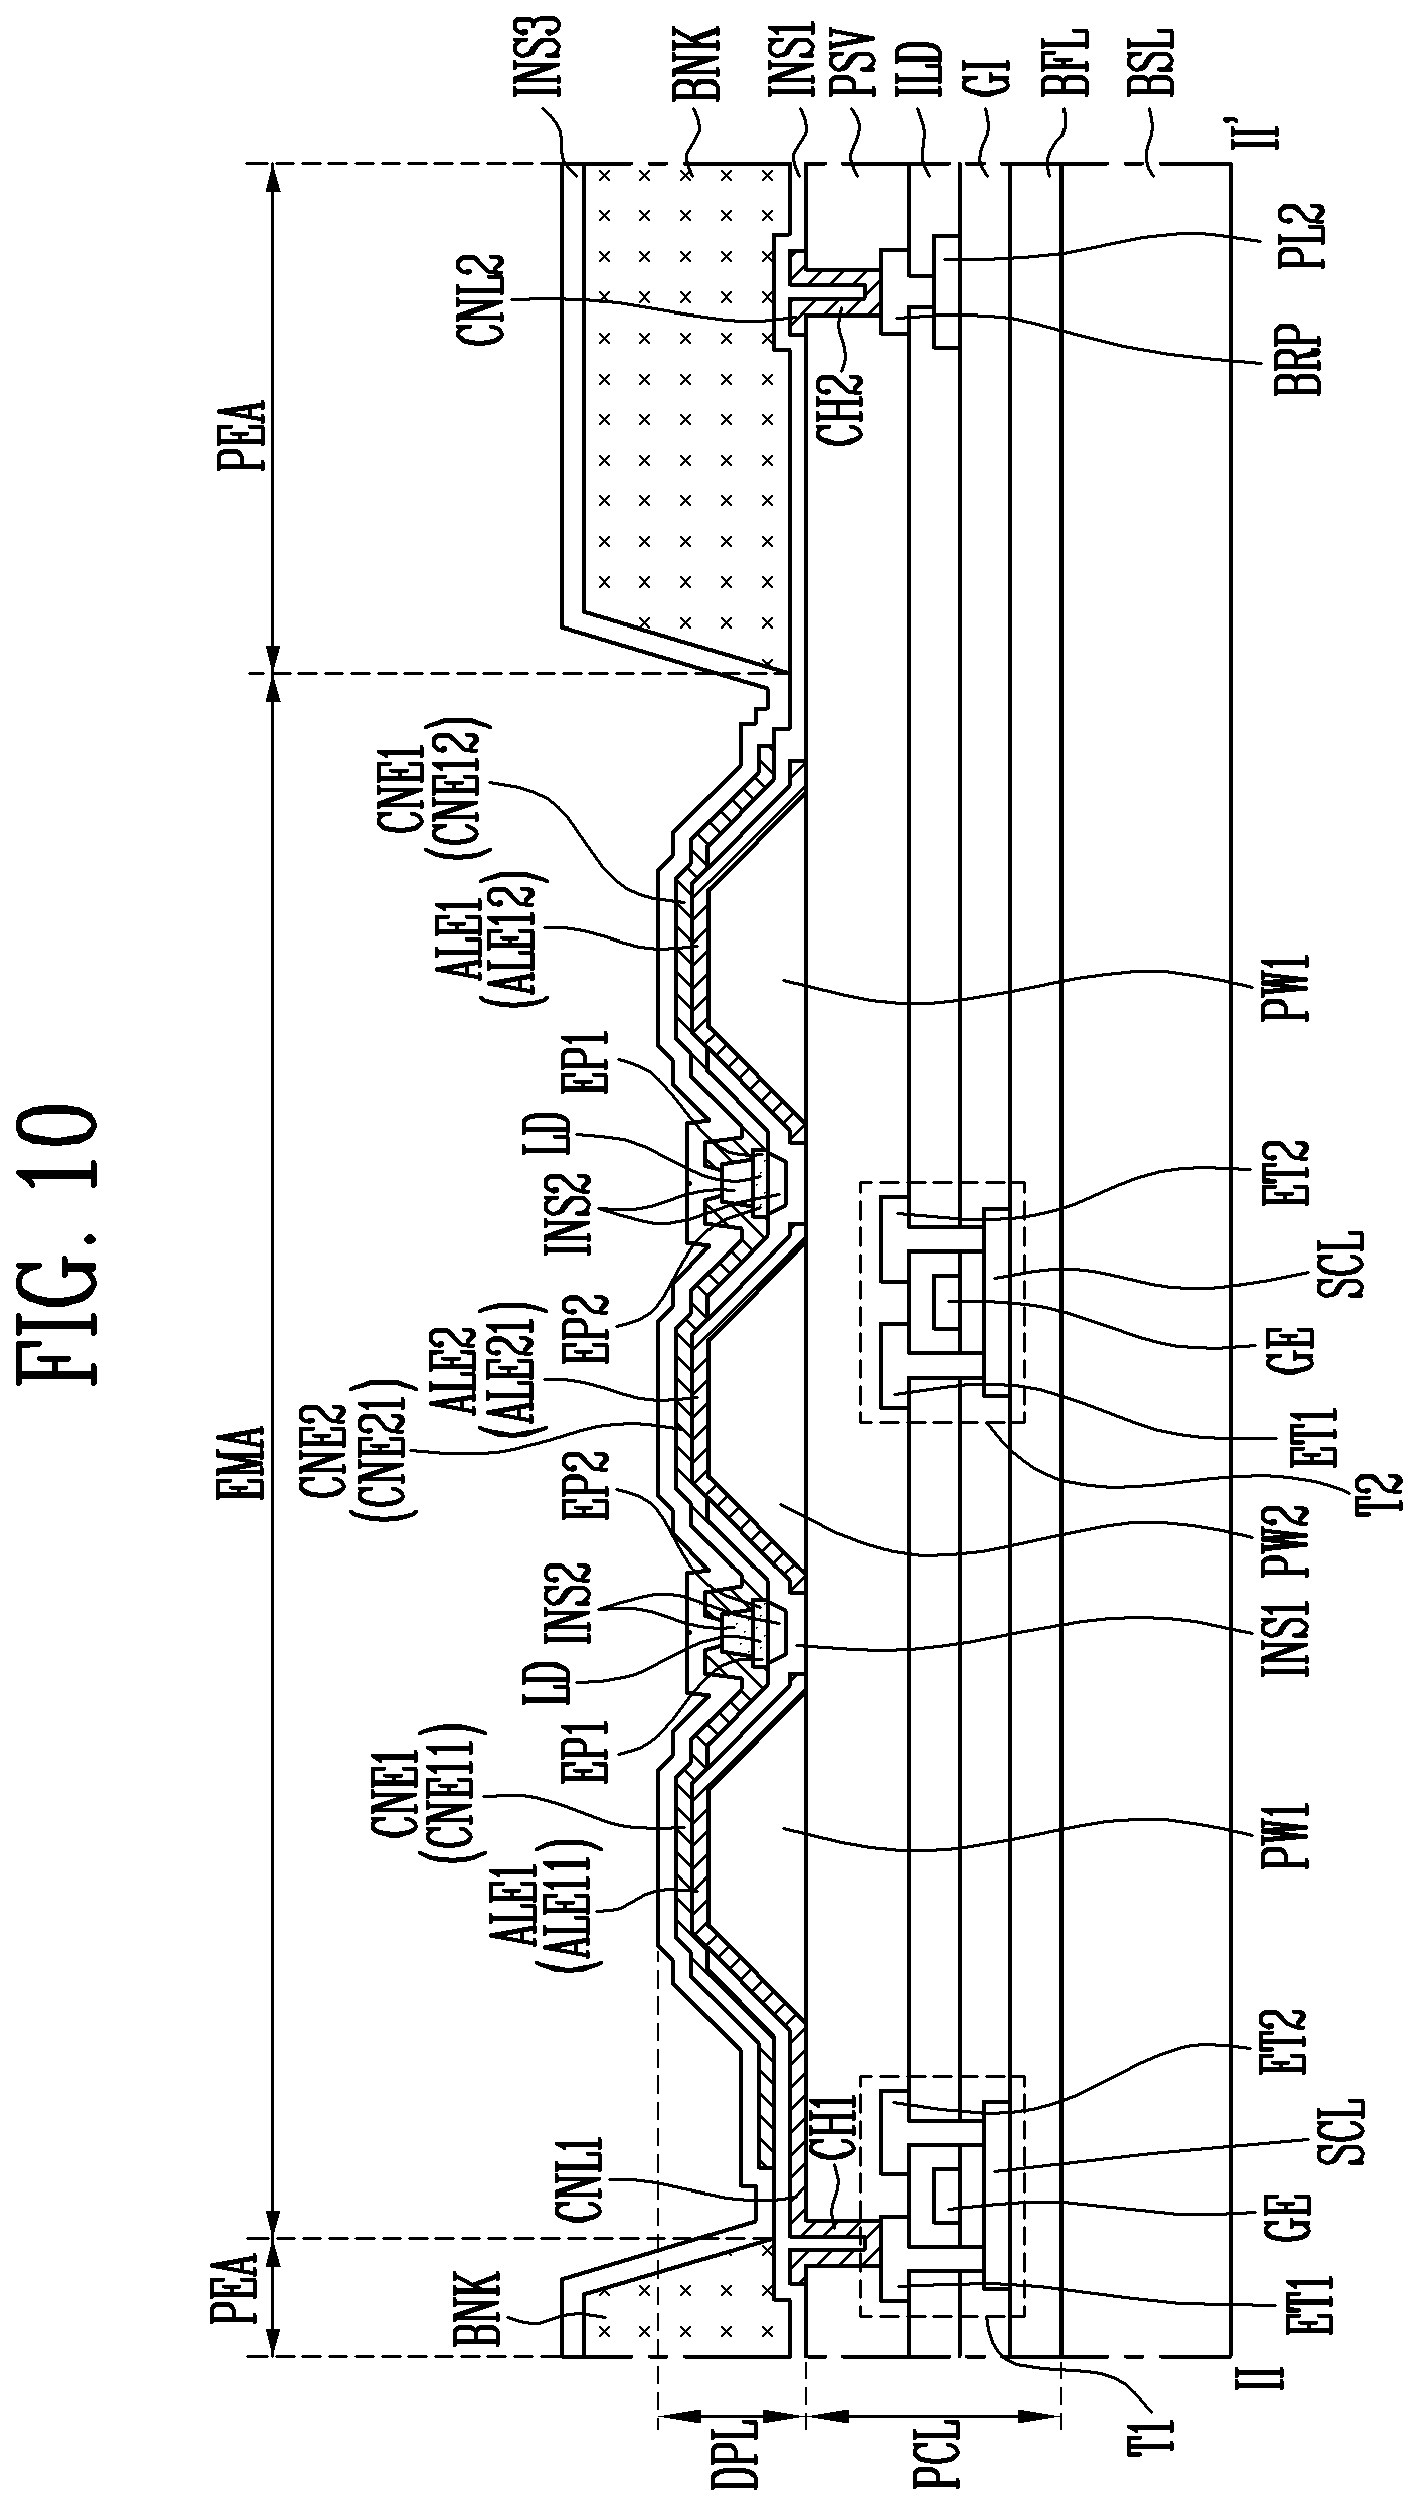 FIG. 10
PEA
EMA
PEA
CNE2
(CNE21)
CNE1
(CNE11)
CNE1
(CNE12)
ALE2
(ALE21)
ALE1
(ALE12)
ALE1
(ALE11)
BNK
CNL2
INS3
CNL1
LD
LD
INS2
INS2
EP1
EP2
EP2
EP1
BNK
DPL
INS1
CH1
CH2
PSV
ILD
PCL
GI
BFL
BSL
T1
II
II'
ET1
GE
SCL
ET2
PW1
INS1
PW2
T2
ET1
GE
SCL
ET2
PW1
BRP
PL2